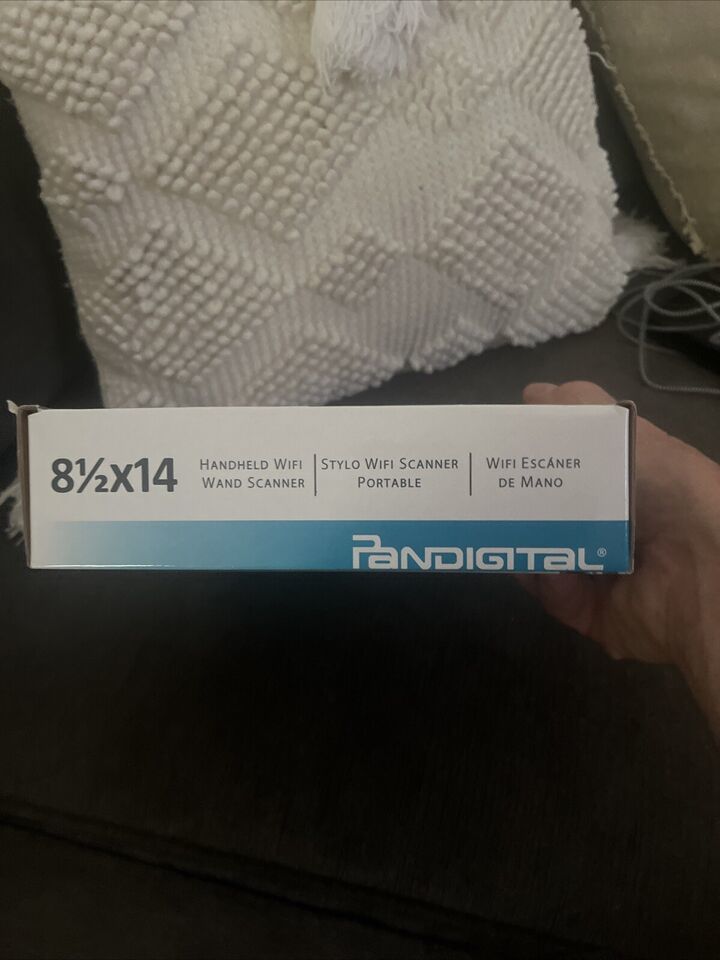 8½x14
HANDHELD WIFI
WAND SCANNER
STYLO WIFI SCANNER
PORTABLE
WIFI ESCÁNER
DE MANO
PANDIGITAL®